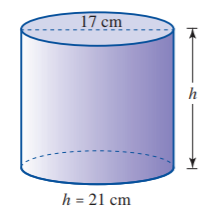 17 cm
h
h = 21 cm